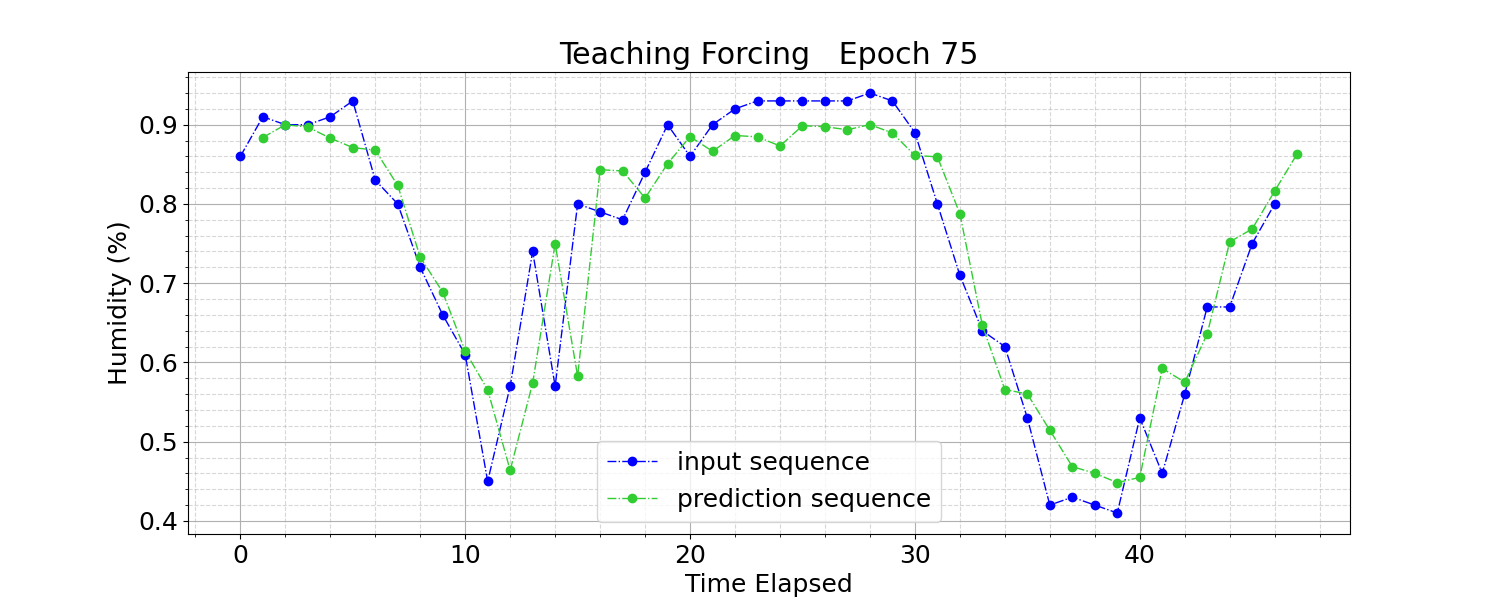 Teaching Forcing   Epoch 75
Humidity (%)
0.9
0.8
0.7
0.6
0.5
0.4
input sequence
prediction sequence
0 10 20 30 40
Time Elapsed